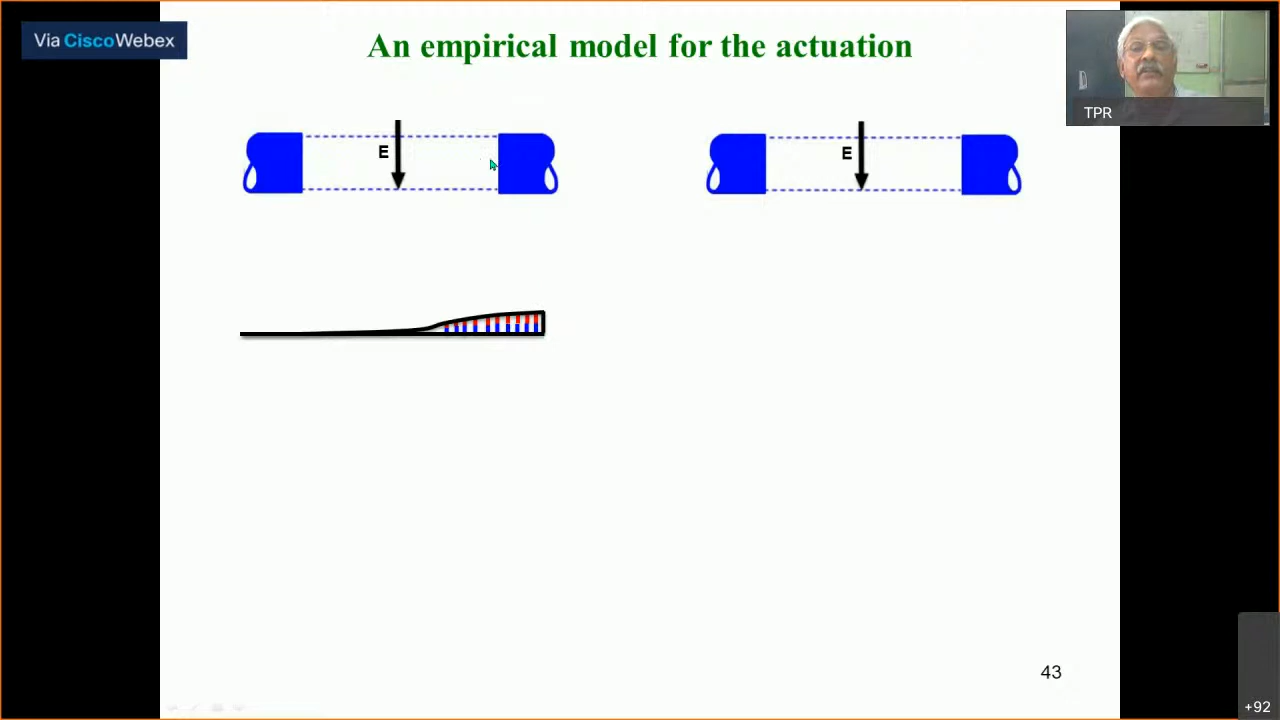 Via CiscoWebex
An empirical model for the actuation
TPR
E
E
43
+92